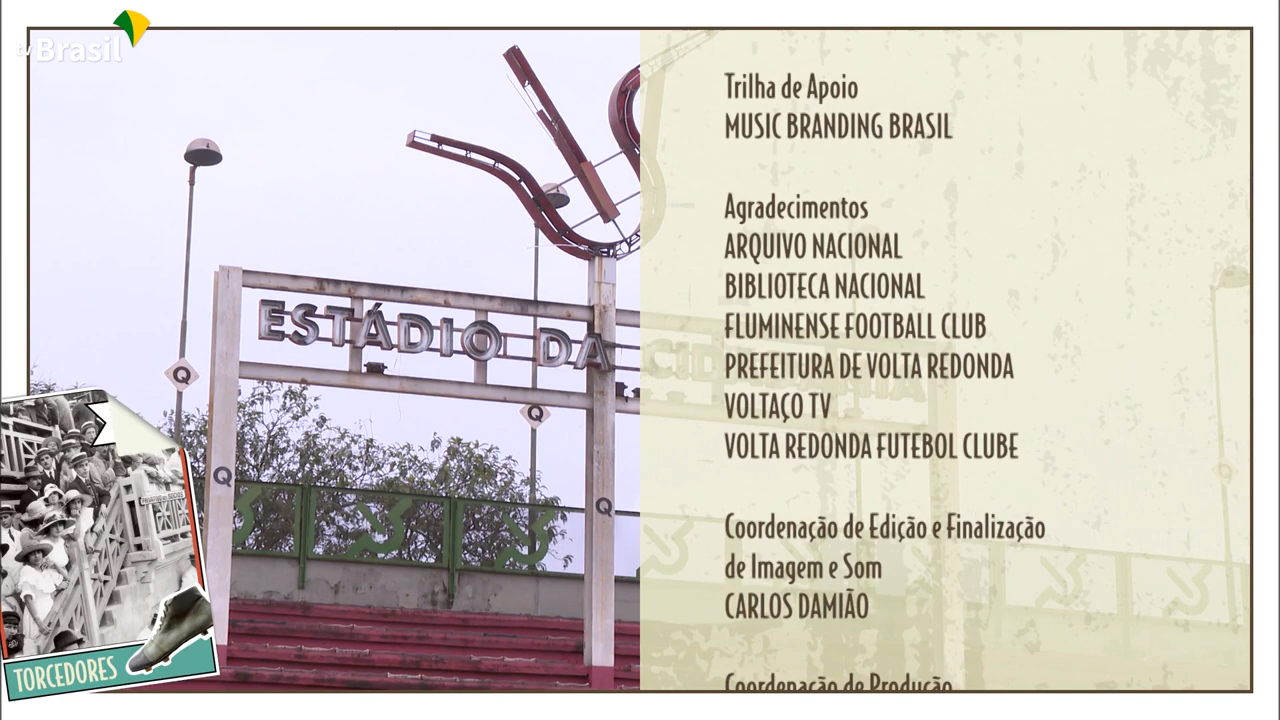 tv Brasil
ESTÁDIO DA
CIDADANIA
Q
Q
Q
Q
TORCEDORES
Trilha de Apoio
MUSIC BRANDING BRASIL
Agradecimentos
ARQUIVO NACIONAL
BIBLIOTECA NACIONAL
FLUMINENSE FOOTBALL CLUB
PREFEITURA DE VOLTA REDONDA
VOLTAÇO TV
VOLTA REDONDA FUTEBOL CLUBE
Coordenação de Edição e Finalização
de Imagem e Som
CARLOS DAMIÃO
Coordenação de Produção